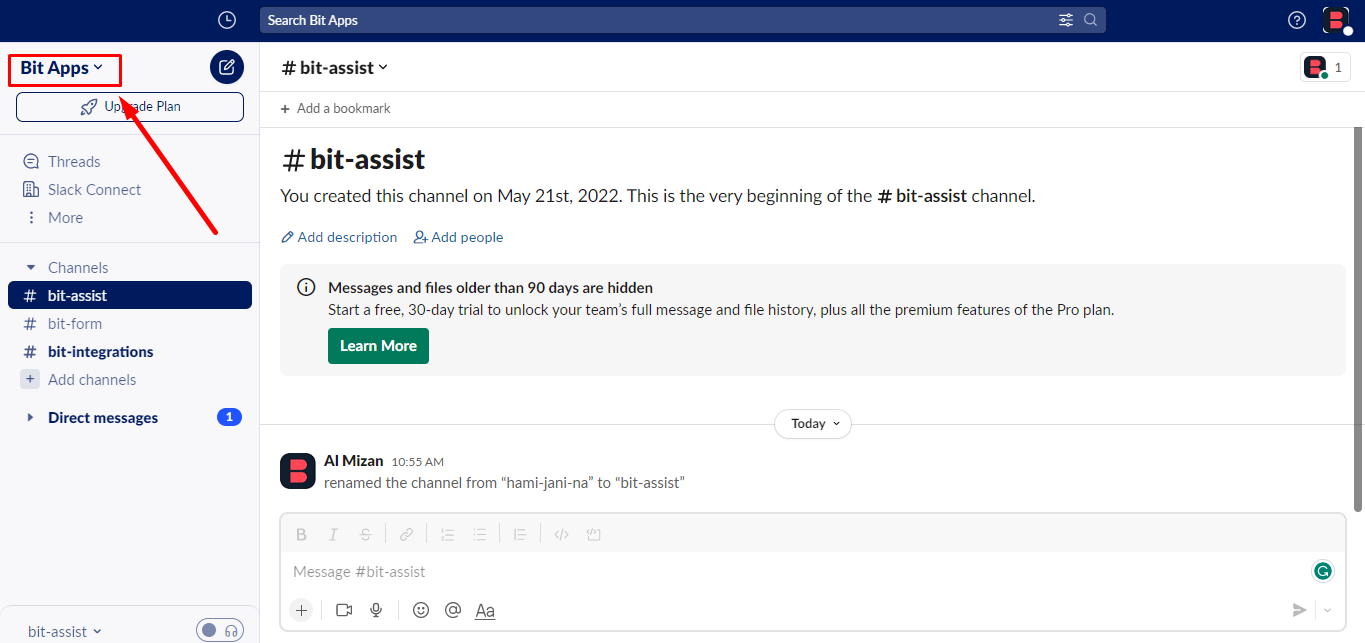 Search Bit Apps
Bit Apps
Upgrade Plan
Threads
Slack Connect
More
Channels
# bit-assist
# bit-form
# bit-integrations
+ Add channels
Direct messages 1
bit-assist
# bit-assist
1
+ Add a bookmark
# bit-assist
You created this channel on May 21st, 2022. This is the very beginning of the # bit-assist channel.
Add description Add people
Messages and files older than 90 days are hidden
Start a free, 30-day trial to unlock your team’s full message and file history, plus all the premium features of the Pro plan.
Learn More
Today
Al Mizan 10:55 AM
renamed the channel from “hami-jani-na” to “bit-assist”
B I S
Message #bit-assist
Aa